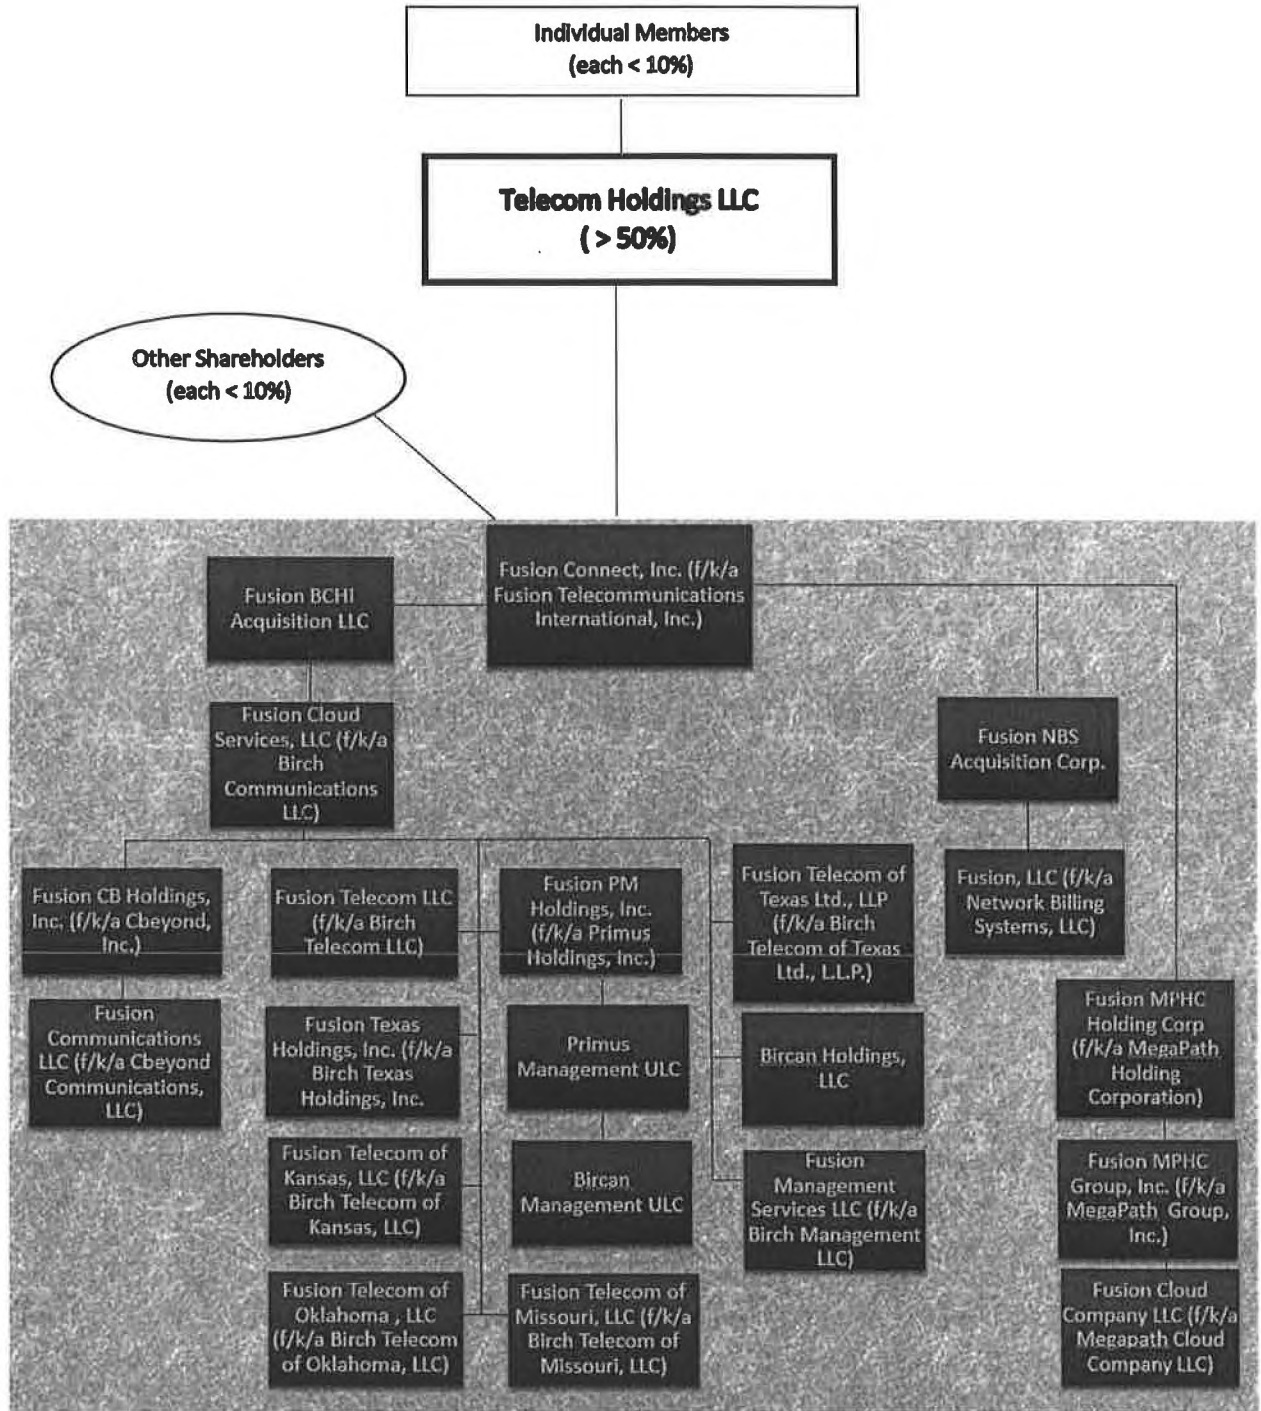 Individual Members
(each < 10%)
Telecom Holdings LLC
( > 50%)
Other Shareholders
(each < 10%)
Fusion Connect, Inc. (f/k/a
Fusion Telecommunications
International, Inc.)
Fusion BCHI
Acquisition LLC
Fusion Cloud
Services, LLC (f/k/a
Birch
Communications
LLC)
Fusion NBS
Acquisition Corp.
Fusion CB Holdings,
Inc. (f/k/a Cbeyond,
Inc.)
Fusion Telecom LLC
(f/k/a Birch
Telecom LLC)
Fusion PM
Holdings, Inc.
(f/k/a Primus
Holdings, Inc.)
Fusion Telecom of
Texas Ltd., LLP
(f/k/a Birch
Telecom of Texas
Ltd., L.L.P.)
Fusion, LLC (f/k/a
Network Billing
Systems, LLC)
Fusion
Communications
LLC (f/k/a Cbeyond
Communications,
LLC)
Fusion Texas
Holdings, Inc. (f/k/a
Birch Texas
Holdings, Inc.
Primus
Management ULC
Bircan Holdings,
LLC
Fusion MPHC
Holding Corp
(f/k/a MegaPath
Holding
Corporation)
Fusion Telecom of
Kansas, LLC (f/k/a
Birch Telecom of
Kansas, LLC)
Bircan
Management ULC
Fusion
Management
Services LLC (f/k/a
Birch Management
LLC)
Fusion MPHC
Group, Inc. (f/k/a
MegaPath Group,
Inc.)
Fusion Telecom of
Oklahoma , LLC
(f/k/a Birch Telecom
of Oklahoma, LLC)
Fusion Telecom of
Missouri, LLC (f/k/a
Birch Telecom of
Missouri, LLC)
Fusion Cloud
Company LLC (f/k/a
Megapath Cloud
Company LLC)